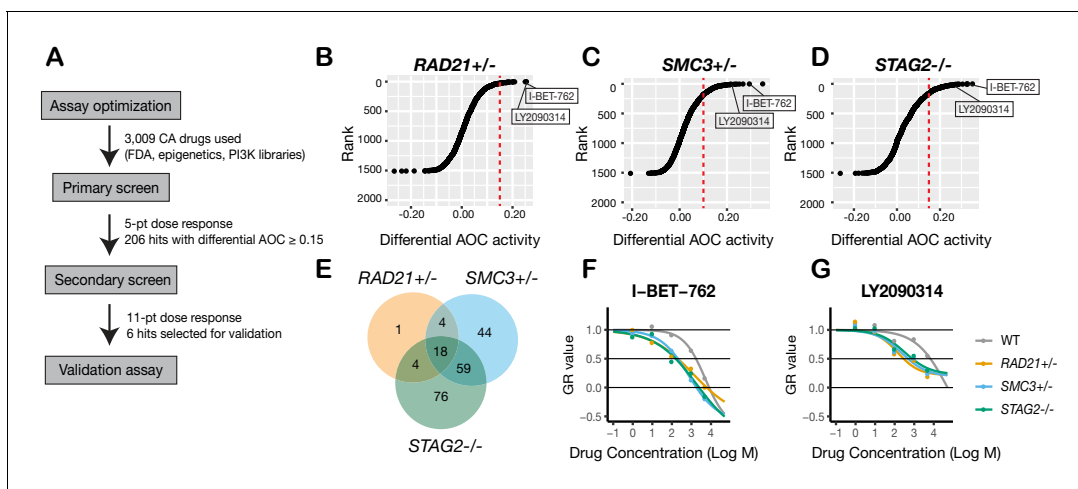 A
Assay optimization
3,009 CA drugs used
(FDA, epigenetics, PI3K libraries)
Primary screen
5-pt dose response
206 hits with differential AOC ≥ 0.15
Secondary screen
11-pt dose response
6 hits selected for validation
Validation assay
B
RAD21+/-
0
500
1000
1500
2000
Rank
I-BET-762
LY2090314
-0.20
0.00
0.20
Differential AOC activity
C
SMC3+/-
0
500
1000
1500
2000
Rank
I-BET-762
LY2090314
-0.20
0.00
0.20
Differential AOC activity
D
STAG2-/-
0
500
1000
1500
2000
Rank
I-BET-762
LY2090314
-0.20
0.00
0.20
Differential AOC activity
E
RAD21+/-
SMC3+/-
1
4
44
18
4
59
76
STAG2-/-
F
I−BET−762
1.0
0.5
0.0
−0.5
GR value
−1 0 1 2 3 4
Drug Concentration (Log M)
G
LY2090314
1.0
0.5
0.0
−0.5
GR value
−1 0 1 2 3 4
Drug Concentration (Log M)
WT
RAD21+/-
SMC3+/-
STAG2-/-